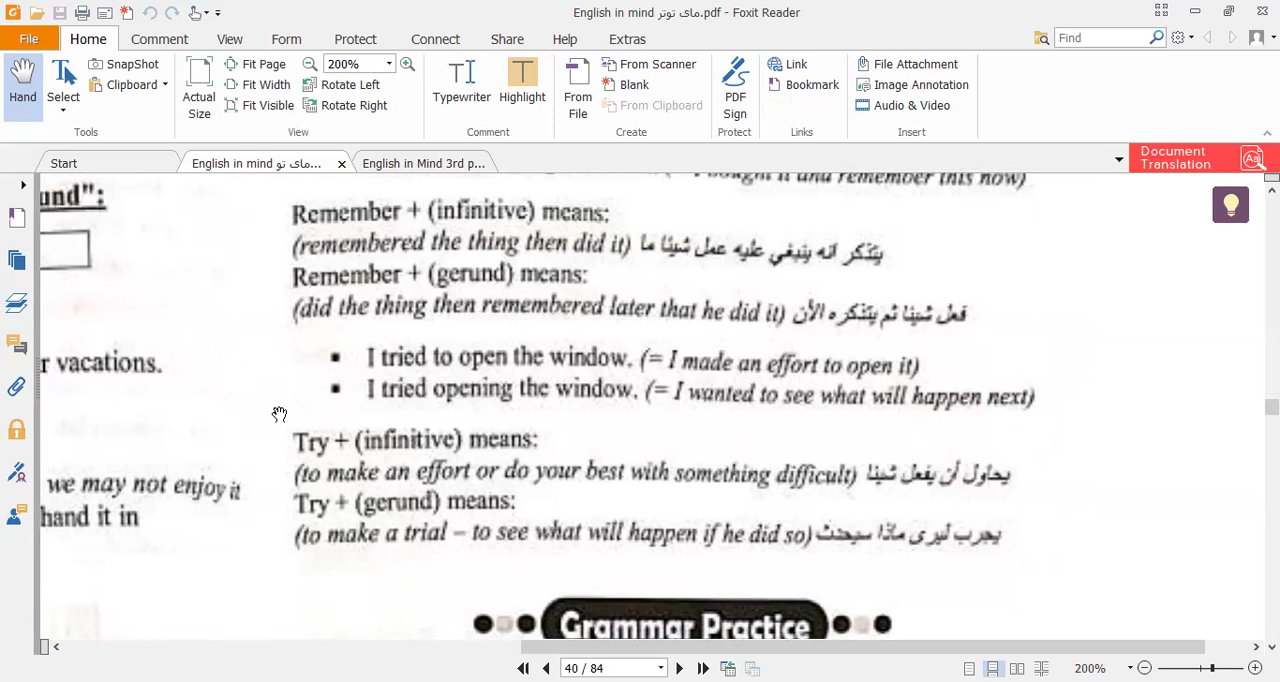 English in mind ماى توتر.pdf - Foxit Reader
File Home Comment View Form Protect Connect Share Help Extras
Find
Hand
Select
SnapShot
Clipboard
Tools
Actual Size
Fit Page
Fit Width
Fit Visible
200%
Rotate Left
Rotate Right
View
Typewriter
Highlight
Comment
From File
From Scanner
Blank
From Clipboard
Create
PDF Sign
Protect
Link
Bookmark
Links
File Attachment
Image Annotation
Audio & Video
Insert
Start
English in mind ماى تو...
English in Mind 3rd p...
Document Translation
und":
r vacations.
we may not enjoy it
hand it in
bought it and remember this now)
Remember + (infinitive) means:
(remembered the thing then did it) يتذكر انه ينبغي عليه عمل شيئا ما
Remember + (gerund) means:
(did the thing then remembered later that he did it) فعل شيئا ثم يتذكره الأن
▪ I tried to open the window. (= I made an effort to open it)
▪ I tried opening the window. (= I wanted to see what will happen next)
Try + (infinitive) means:
(to make an effort or do your best with something difficult) يحاول أن يفعل شيئا
Try + (gerund) means:
(to make a trial – to see what will happen if he did so) يجرب ليرى ماذا سيحدث
Grammar Practice
40 / 84
200%